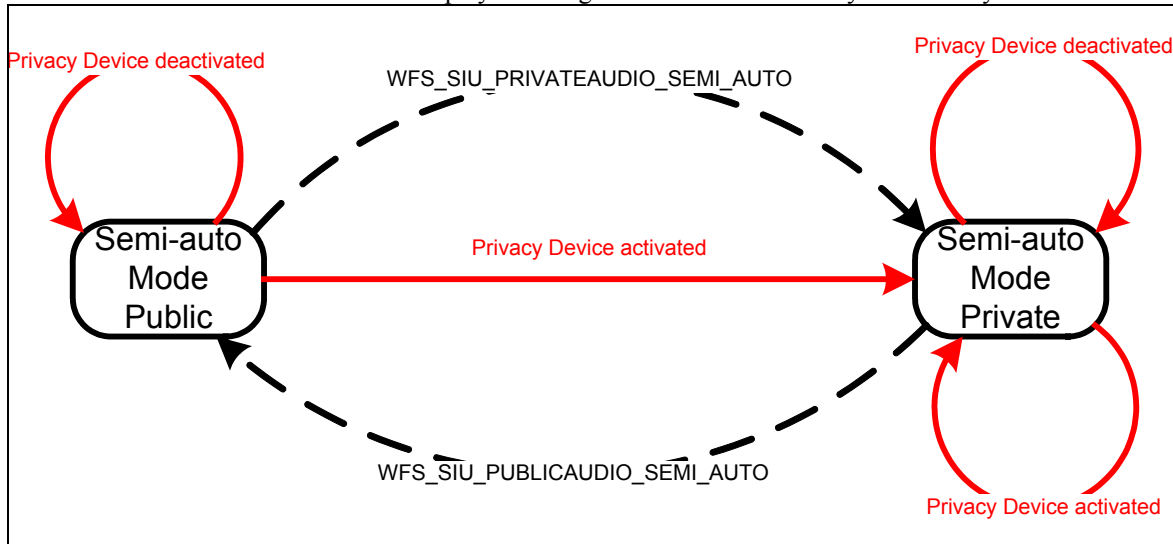 Privacy Device deactivated
Privacy Device deactivated
WFS_SIU_PRIVATEAUDIO_SEMI_AUTO
Semi-auto
Mode
Public
Privacy Device activated
Semi-auto
Mode
Private
WFS_SIU_PUBLICAUDIO_SEMI_AUTO
Privacy Device activated